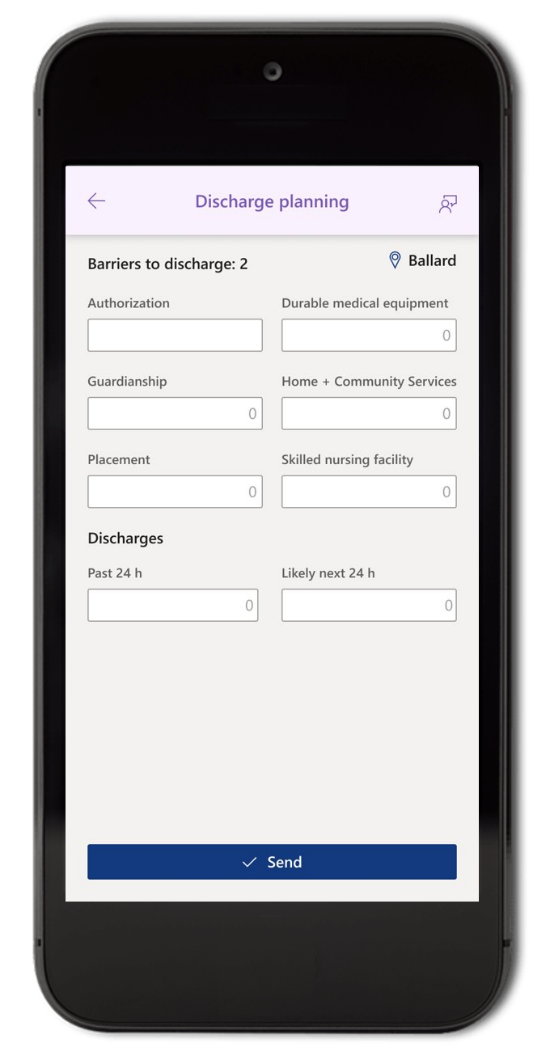 Discharge planning
Barriers to discharge: 2
Ballard
Authorization
Durable medical equipment
0
Guardianship
Home + Community Services
0
0
Placement
Skilled nursing facility
0
0
Discharges
Past 24 h
Likely next 24 h
0
0
Send